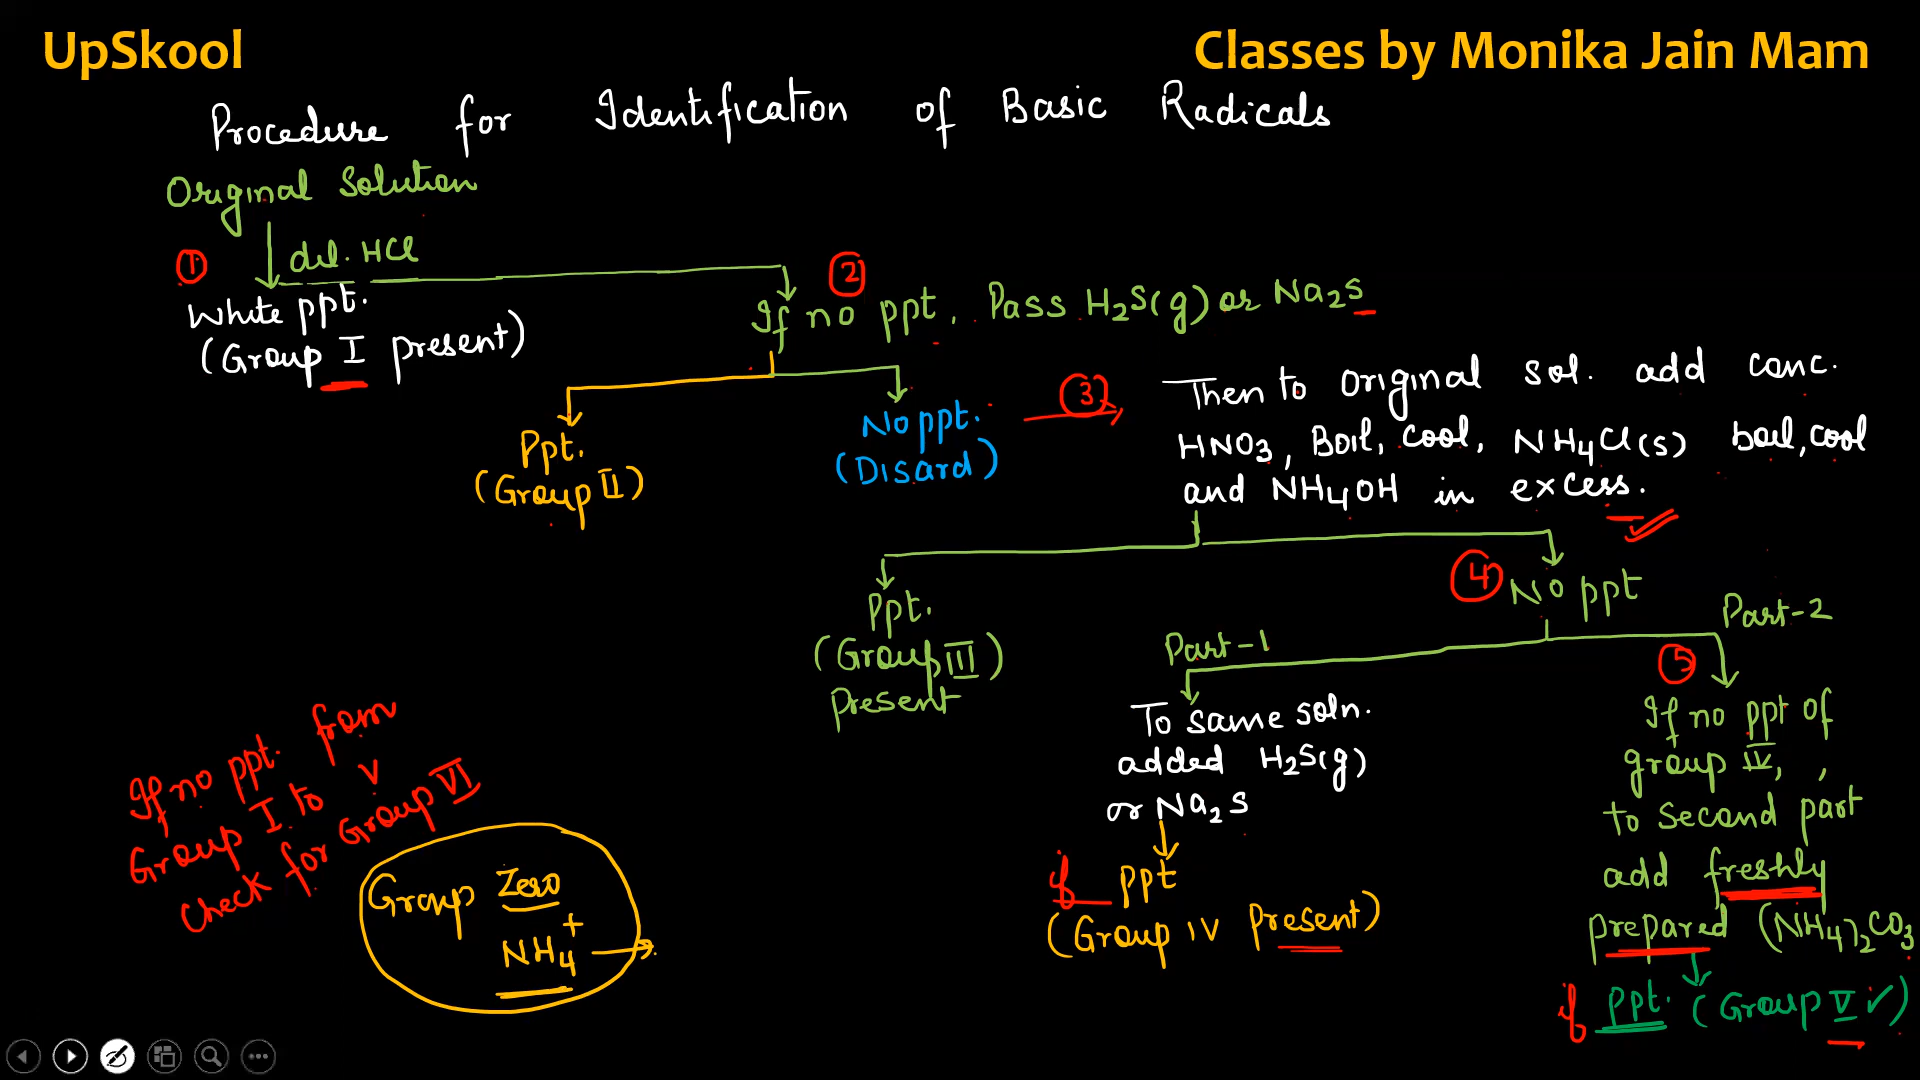 UpSkool
Classes by Monika Jain Mam
Procedure for Identification of Basic Radicals
Original Solution
① dil. HCl
White ppt.
(Group I present)
②
If no ppt, Pass H2S(g) or Na2S
Ppt.
(Group II)
No ppt.
(Disard)
③
Then to original sol. add conc.
HNO3, Boil, cool, NH4Cl(s) boil, cool
and NH4OH in excess.
Ppt.
(Group III)
Present
④ No ppt
Part-1
To same soln.
added H2S(g)
or Na2S
if ppt
(Group IV present)
Part-2
⑤
If no ppt of
group IV, ,
to second part
add freshly
prepared (NH4)2CO3
if ppt. (Group V ✓)
If no ppt. from
Group I to V
check for Group VI
Group Zero
NH4+